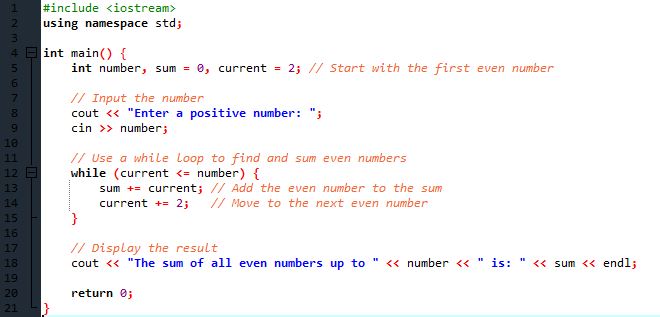 1 #include <iostream>
2 using namespace std;
3
4 int main() {
5 int number, sum = 0, current = 2; // Start with the first even number
6
7 // Input the number
8 cout << "Enter a positive number: ";
9 cin >> number;
10
11 // Use a while loop to find and sum even numbers
12 while (current <= number) {
13 sum += current; // Add the even number to the sum
14 current += 2; // Move to the next even number
15 }
16
17 // Display the result
18 cout << "The sum of all even numbers up to " << number << " is: " << sum << endl;
19
20 return 0;
21 }